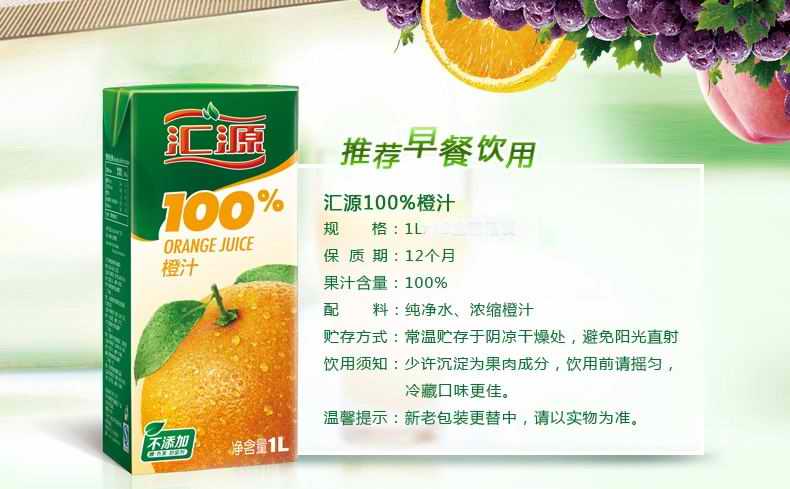 汇源
100%
ORANGE JUICE
橙汁
不添加
净含量1L
推荐早餐饮用
汇源100%橙汁
规 格：1L
保 质 期：12个月
果汁含量：100%
配 料：纯净水、浓缩橙汁
贮存方式：常温贮存于阴凉干燥处，避免阳光直射
饮用须知：少许沉淀为果肉成分，饮用前请摇匀，
冷藏口味更佳。
温馨提示：新老包装更替中，请以实物为准。